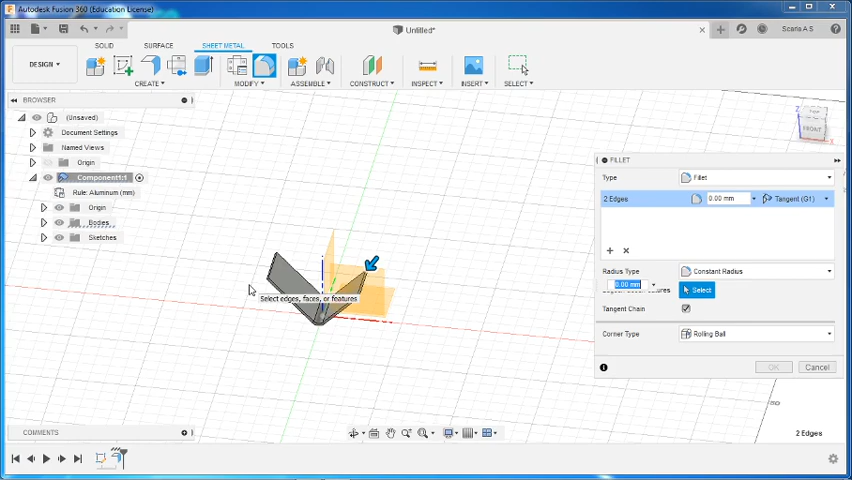 Autodesk Fusion 360 (Education License)
Untitled*
Scania A S
SOLID
SURFACE
SHEET METAL
TOOLS
DESIGN
CREATE
MODIFY
ASSEMBLE
CONSTRUCT
INSPECT
INSERT
SELECT
BROWSER
(Unsaved)
Document Settings
Named Views
Origin
Component1:1
Rule: Aluminum (mm)
Origin
Bodies
Sketches
Z
FRONT
X
FILLET
Type
Fillet
2 Edges
0.00 mm
Tangent (G1)
Radius Type
Constant Radius
0.00 mm
Select
Tangent Chain
Corner Type
Rolling Ball
OK
Cancel
Select edges, faces, or features
COMMENTS
2 Edges